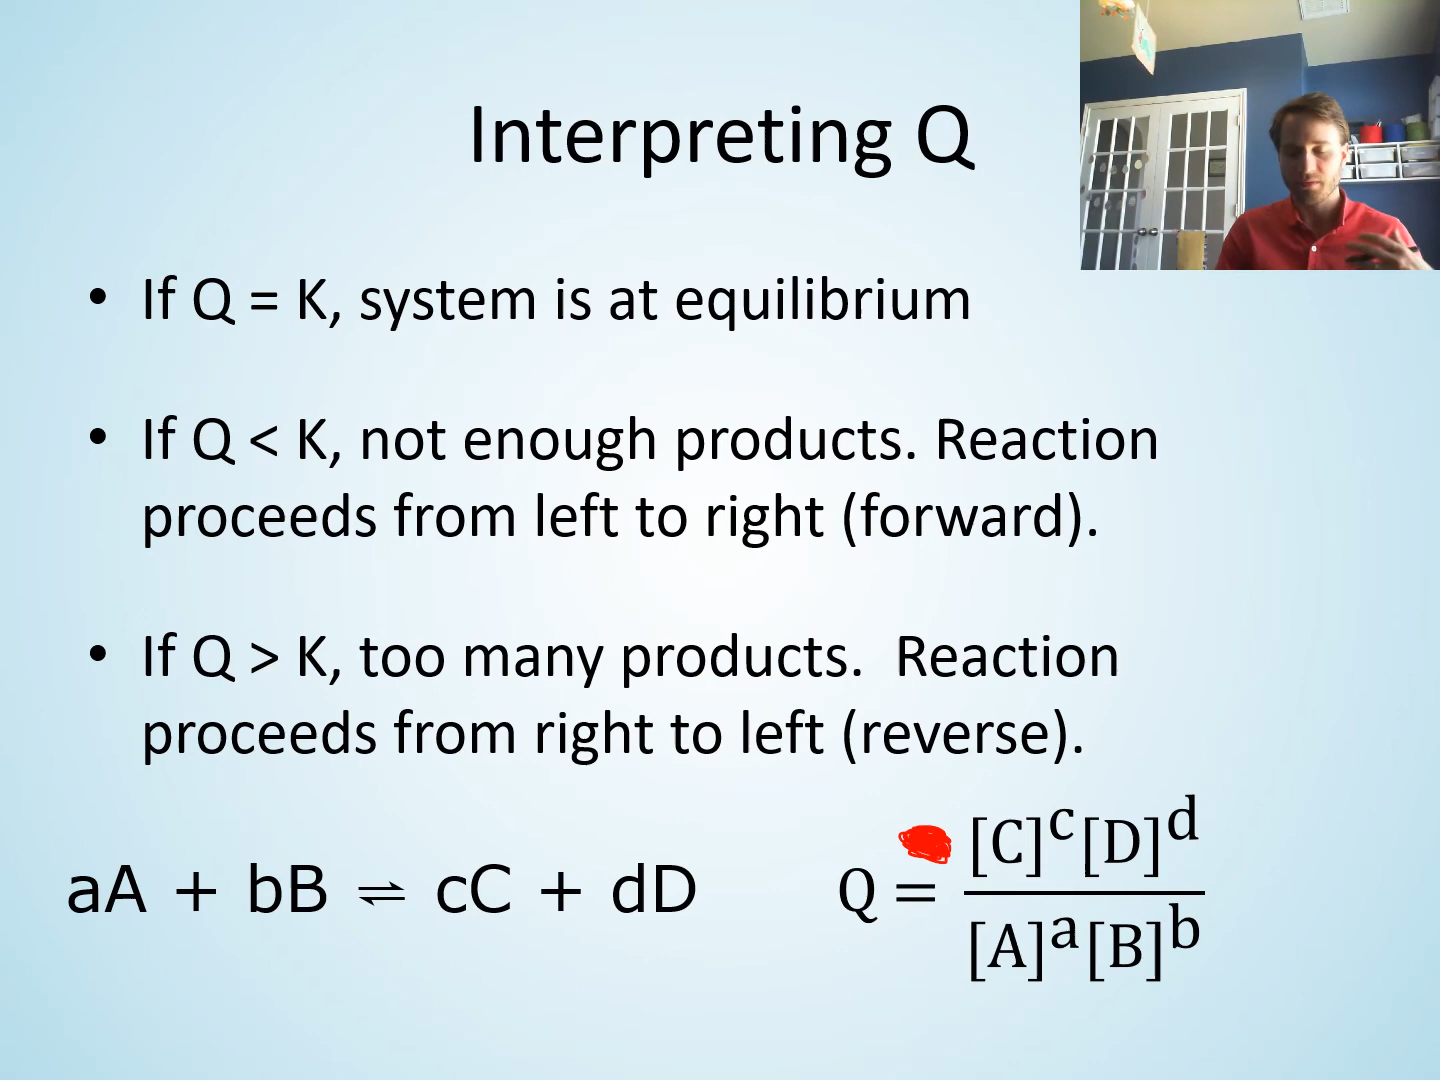 Interpreting Q
• If Q = K, system is at equilibrium
• If Q < K, not enough products. Reaction
proceeds from left to right (forward).
• If Q > K, too many products.  Reaction
proceeds from right to left (reverse).
aA + bB ⇌ cC + dD
Q = [C]ᶜ[D]ᵈ / [A]ᵃ[B]ᵇ